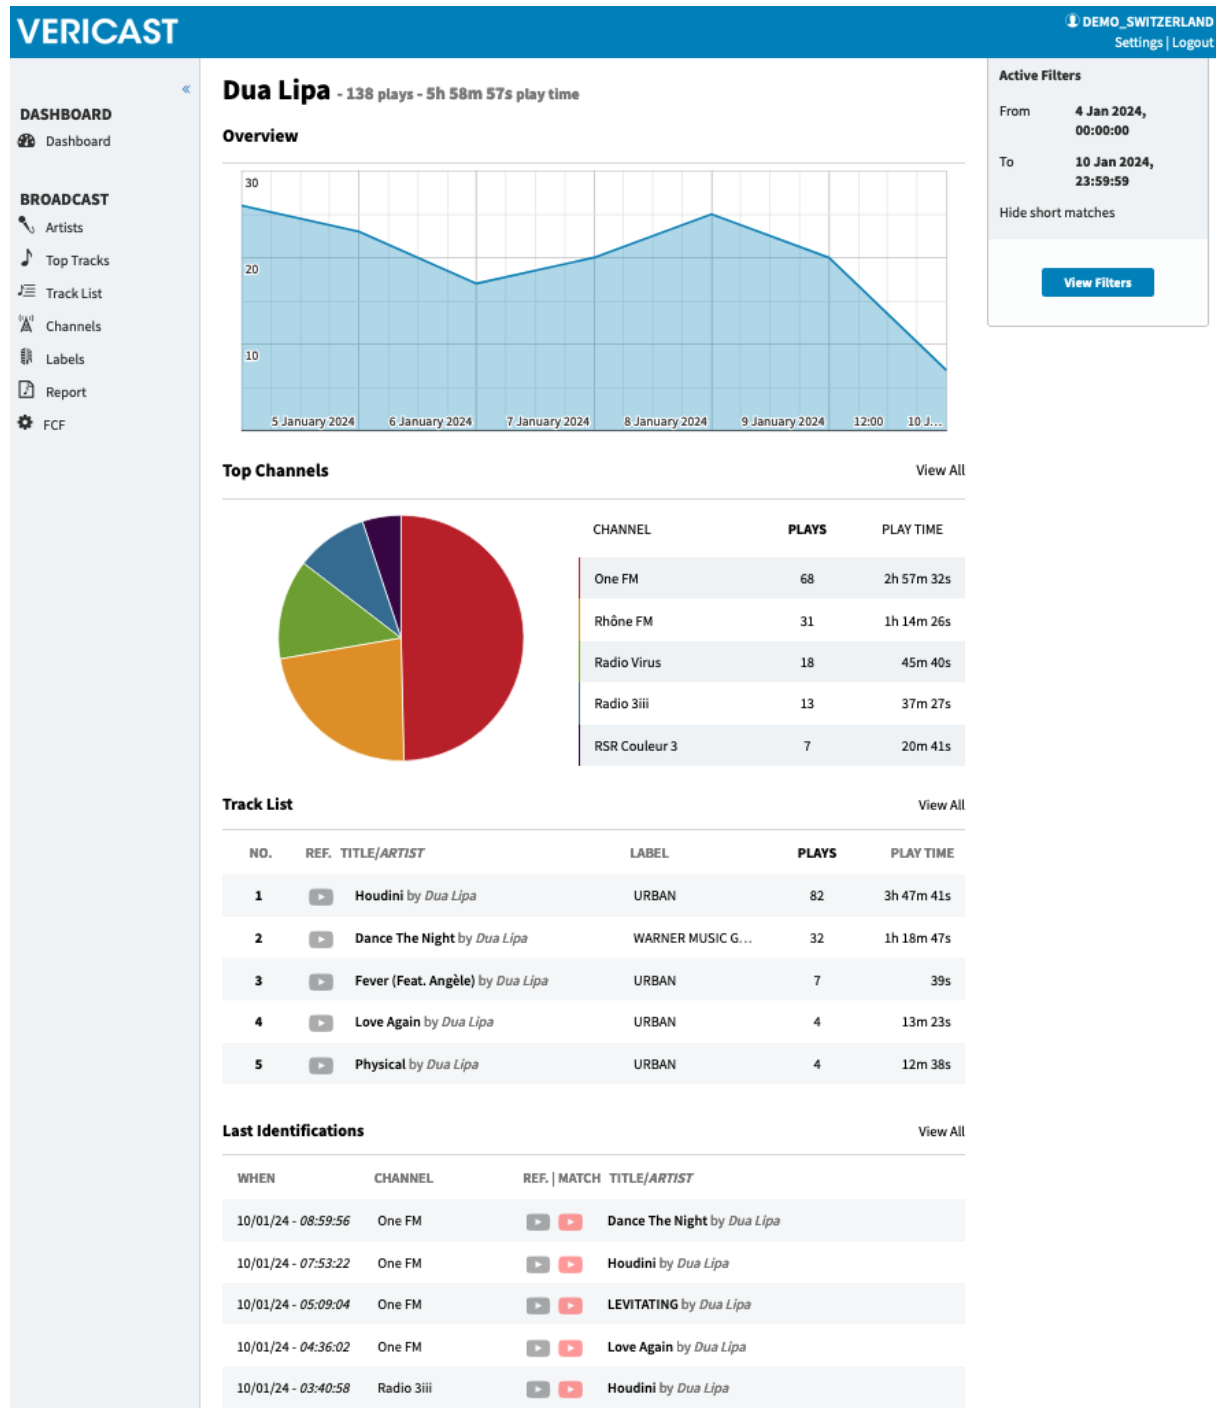 VERICAST
DEMO_SWITZERLAND
Settings | Logout
«
DASHBOARD
Dashboard
BROADCAST
Artists
Top Tracks
Track List
Channels
Labels
Report
FCF
Dua Lipa - 138 plays - 5h 58m 57s play time
Overview
30
20
10
5 January 2024 6 January 2024 7 January 2024 8 January 2024 9 January 2024 12:00 10 J...
Active Filters
From 4 Jan 2024,
00:00:00
To 10 Jan 2024,
23:59:59
Hide short matches
View Filters
Top Channels View All
CHANNEL PLAYS PLAY TIME
One FM 68 2h 57m 32s
Rhône FM 31 1h 14m 26s
Radio Virus 18 45m 40s
Radio 3iii 13 37m 27s
RSR Couleur 3 7 20m 41s
Track List View All
NO. REF. TITLE/ARTIST LABEL PLAYS PLAY TIME
1 Houdini by Dua Lipa URBAN 82 3h 47m 41s
2 Dance The Night by Dua Lipa WARNER MUSIC G... 32 1h 18m 47s
3 Fever (Feat. Angèle) by Dua Lipa URBAN 7 39s
4 Love Again by Dua Lipa URBAN 4 13m 23s
5 Physical by Dua Lipa URBAN 4 12m 38s
Last Identifications View All
WHEN CHANNEL REF. | MATCH TITLE/ARTIST
10/01/24 - 08:59:56 One FM Dance The Night by Dua Lipa
10/01/24 - 07:53:22 One FM Houdini by Dua Lipa
10/01/24 - 05:09:04 One FM LEVITATING by Dua Lipa
10/01/24 - 04:36:02 One FM Love Again by Dua Lipa
10/01/24 - 03:40:58 Radio 3iii Houdini by Dua Lipa